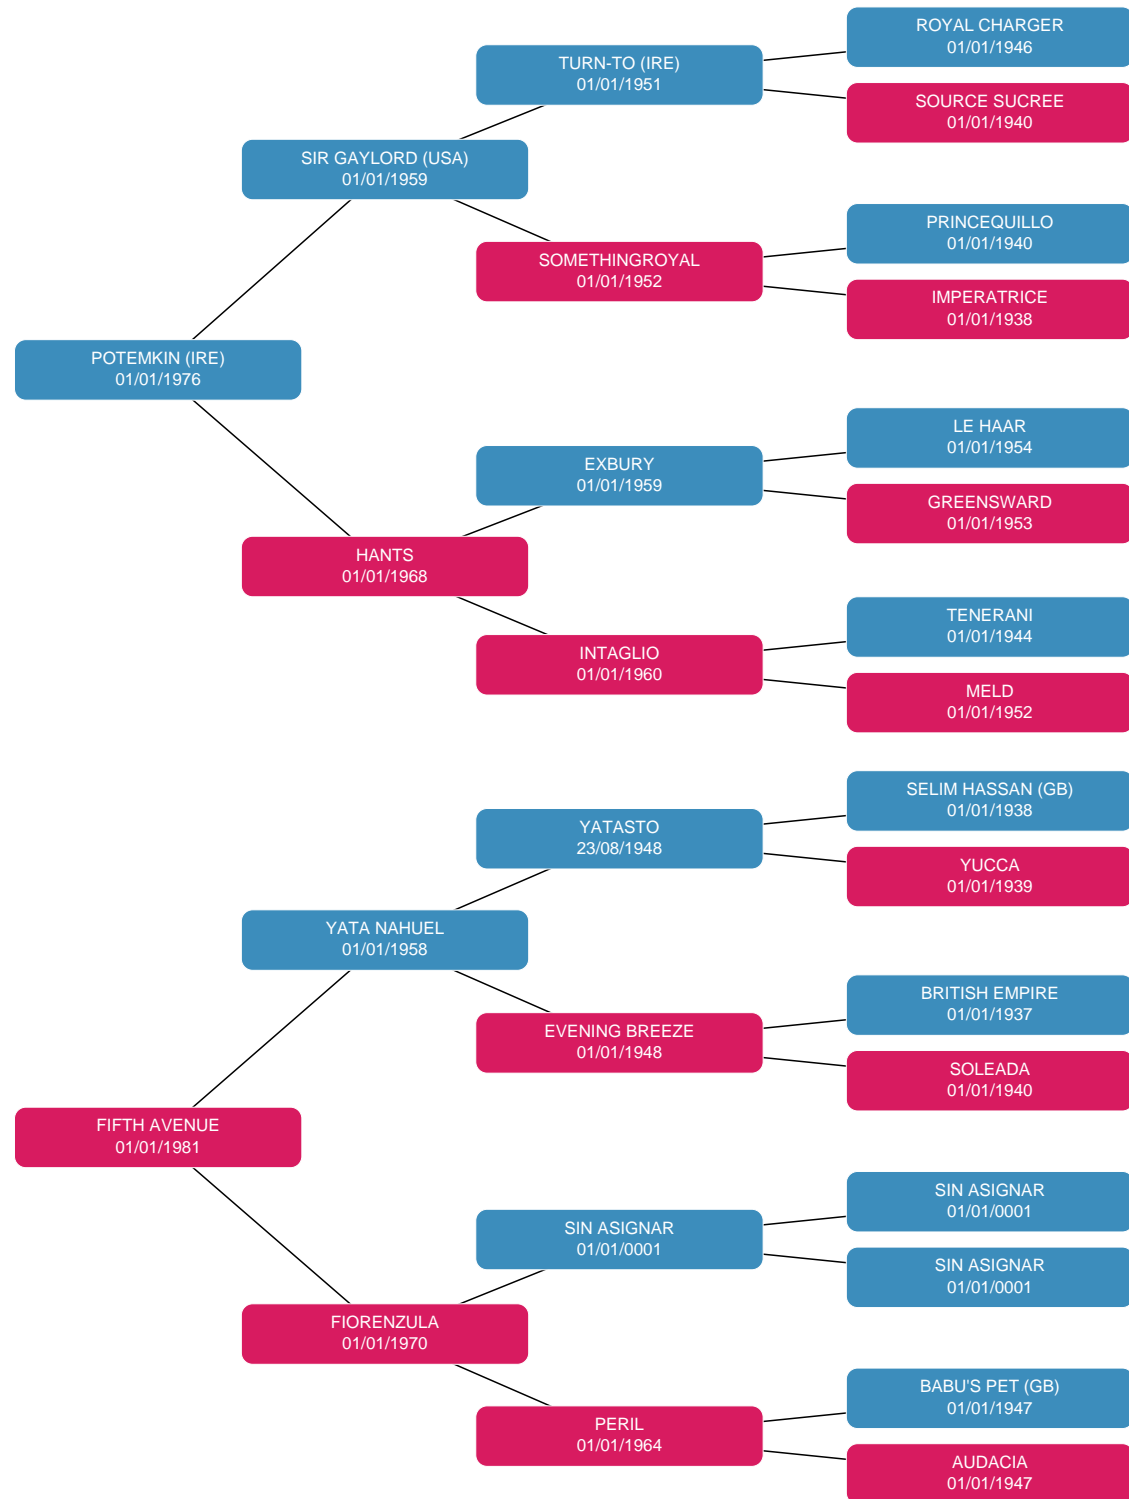 ROYAL CHARGER
01/01/1946
TURN-TO (IRE)
01/01/1951
SOURCE SUCREE
01/01/1940
SIR GAYLORD (USA)
01/01/1959
PRINCEQUILLO
01/01/1940
SOMETHINGROYAL
01/01/1952
IMPERATRICE
01/01/1938
POTEMKIN (IRE)
01/01/1976
LE HAAR
01/01/1954
EXBURY
01/01/1959
GREENSWARD
01/01/1953
HANTS
01/01/1968
TENERANI
01/01/1944
INTAGLIO
01/01/1960
MELD
01/01/1952
SELIM HASSAN (GB)
01/01/1938
YATASTO
23/08/1948
YUCCA
01/01/1939
YATA NAHUEL
01/01/1958
BRITISH EMPIRE
01/01/1937
EVENING BREEZE
01/01/1948
SOLEADA
01/01/1940
FIFTH AVENUE
01/01/1981
SIN ASIGNAR
01/01/0001
SIN ASIGNAR
01/01/0001
SIN ASIGNAR
01/01/0001
FIORENZULA
01/01/1970
BABU'S PET (GB)
01/01/1947
PERIL
01/01/1964
AUDACIA
01/01/1947